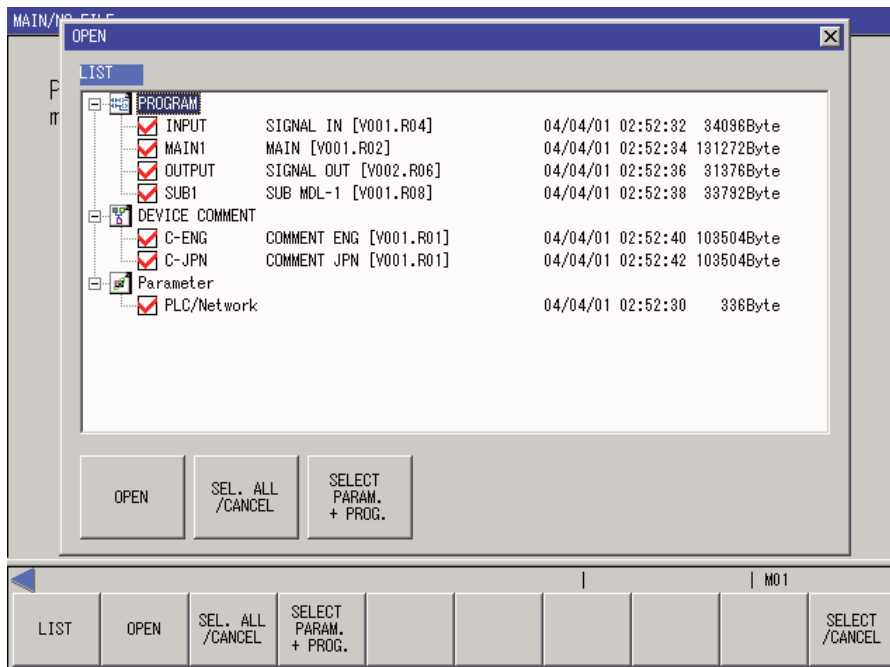 MAIN/NO FILE
OPEN
LIST
P
m
PROGRAM
INPUT SIGNAL IN [V001.R04] 04/04/01 02:52:32 34096Byte
MAIN1 MAIN [V001.R02] 04/04/01 02:52:34 131272Byte
OUTPUT SIGNAL OUT [V002.R06] 04/04/01 02:52:36 31376Byte
SUB1 SUB MDL-1 [V001.R08] 04/04/01 02:52:38 33792Byte
DEVICE COMMENT
C-ENG COMMENT ENG [V001.R01] 04/04/01 02:52:40 103504Byte
C-JPN COMMENT JPN [V001.R01] 04/04/01 02:52:42 103504Byte
Parameter
PLC/Network 04/04/01 02:52:30 336Byte
OPEN
SEL. ALL
/CANCEL
SELECT
PARAM.
+ PROG.
M01
LIST
OPEN
SEL. ALL
/CANCEL
SELECT
PARAM.
+ PROG.
SELECT
/CANCEL